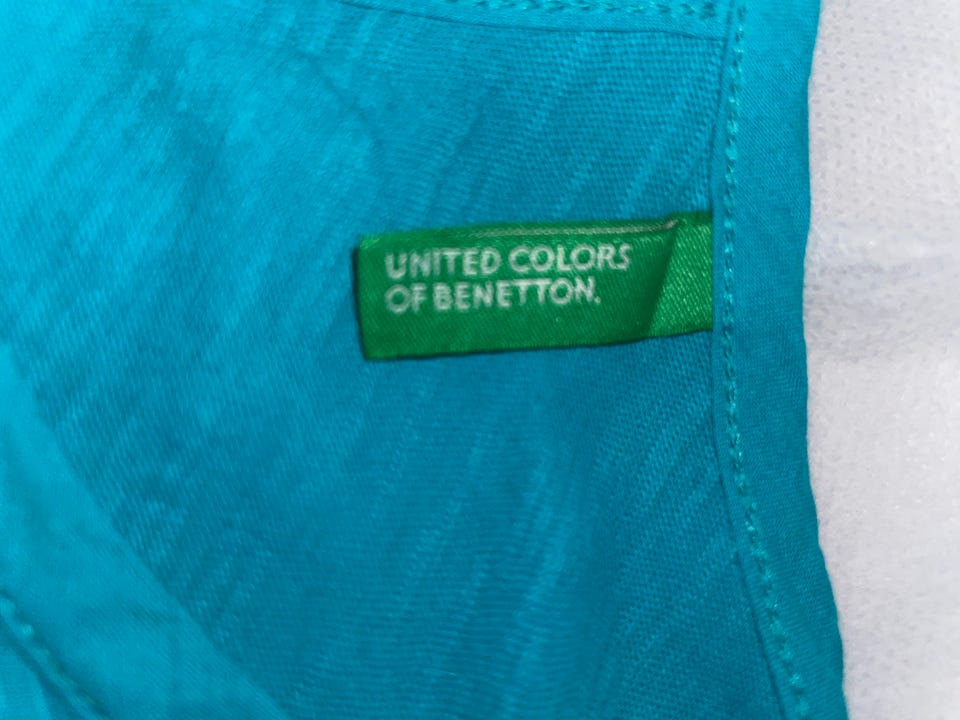 UNITED COLORS
OF BENETTON.